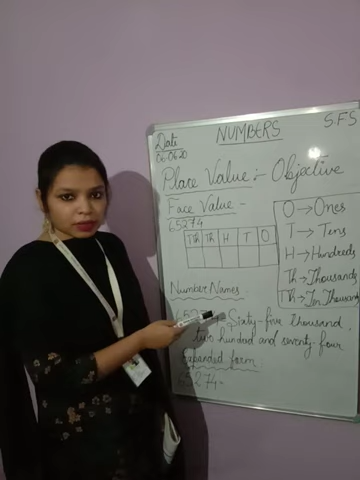 Date
06-06-20
NUMBERS
S.F.S
Place Value :- Objective
Face Value -
65274
TTh Th H T O
O → Ones
T → Tens
H → Hundreds
Th → Thousands
TTh → Ten Thousands
Number Names
Sixty-five thousand,
two hundred and seventy-four
Expanded form
65274-